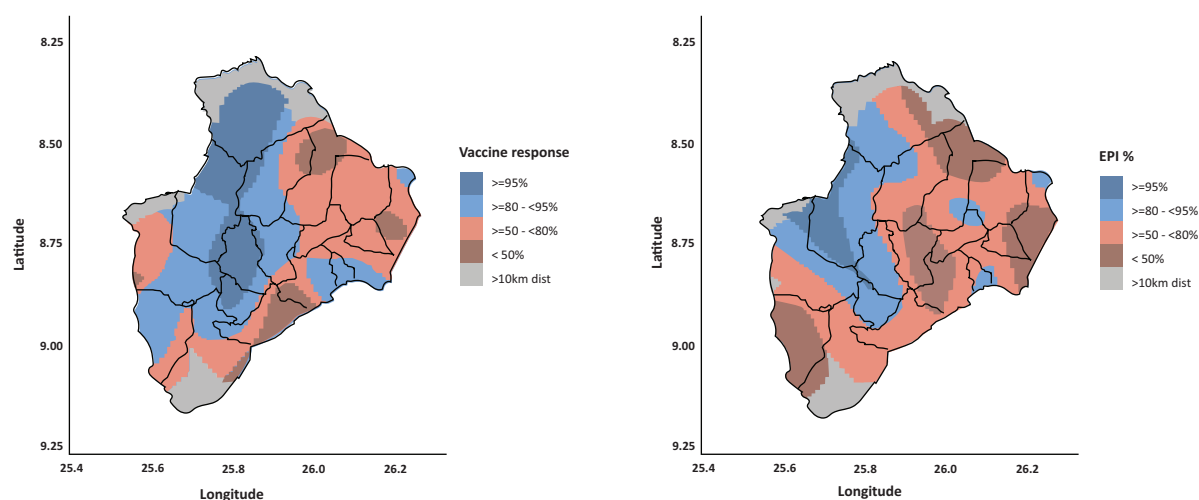 8.25
8.50
8.75
9.00
9.25
Latitude
25.4
25.6
25.8
26.0
26.2
Longitude
Vaccine response
>=95%
>=80 - <95%
>=50 - <80%
< 50%
>10km dist
8.25
8.50
8.75
9.00
9.25
Latitude
25.4
25.6
25.8
26.0
26.2
Longitude
EPI %
>=95%
>=80 - <95%
>=50 - <80%
< 50%
>10km dist